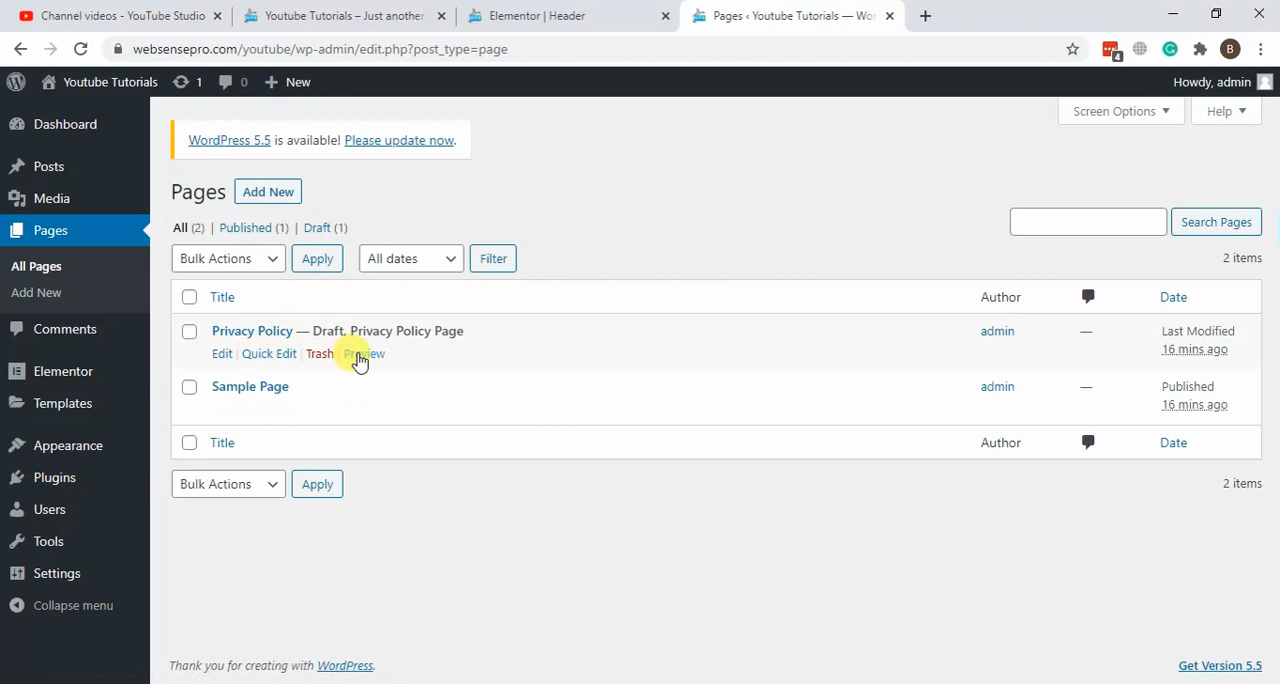 Channel videos - YouTube Studio
Youtube Tutorials – Just another
Elementor | Header
Pages ‹ Youtube Tutorials — Wor
websensepro.com/youtube/wp-admin/edit.php?post_type=page
4
B
Youtube Tutorials 1 0 New
Howdy, admin
Screen Options Help
Dashboard
Posts
Media
Pages
All Pages
Add New
Comments
Elementor
Templates
Appearance
Plugins
Users
Tools
Settings
Collapse menu
WordPress 5.5 is available! Please update now.
Pages Add New
All (2) | Published (1) | Draft (1)
Search Pages
Bulk Actions Apply All dates Filter
2 items
Title Author Date
Privacy Policy — Draft, Privacy Policy Page admin — Last Modified
Edit | Quick Edit | Trash | Preview 16 mins ago
Sample Page admin — Published
16 mins ago
Title Author Date
Bulk Actions Apply
2 items
Thank you for creating with WordPress.
Get Version 5.5